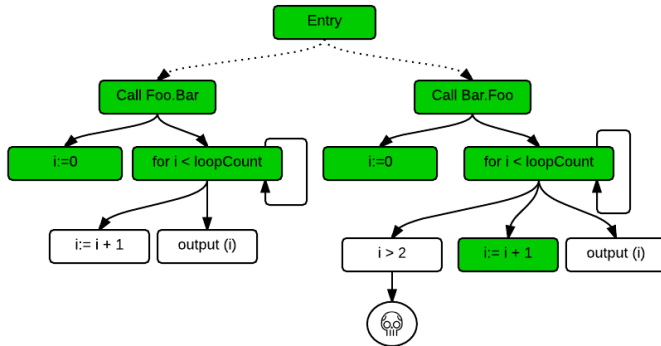 Entry
Call Foo.Bar
Call Bar.Foo
i:=0
for i < loopCount
i:=0
for i < loopCount
i:= i + 1
output (i)
i > 2
i:= i + 1
output (i)